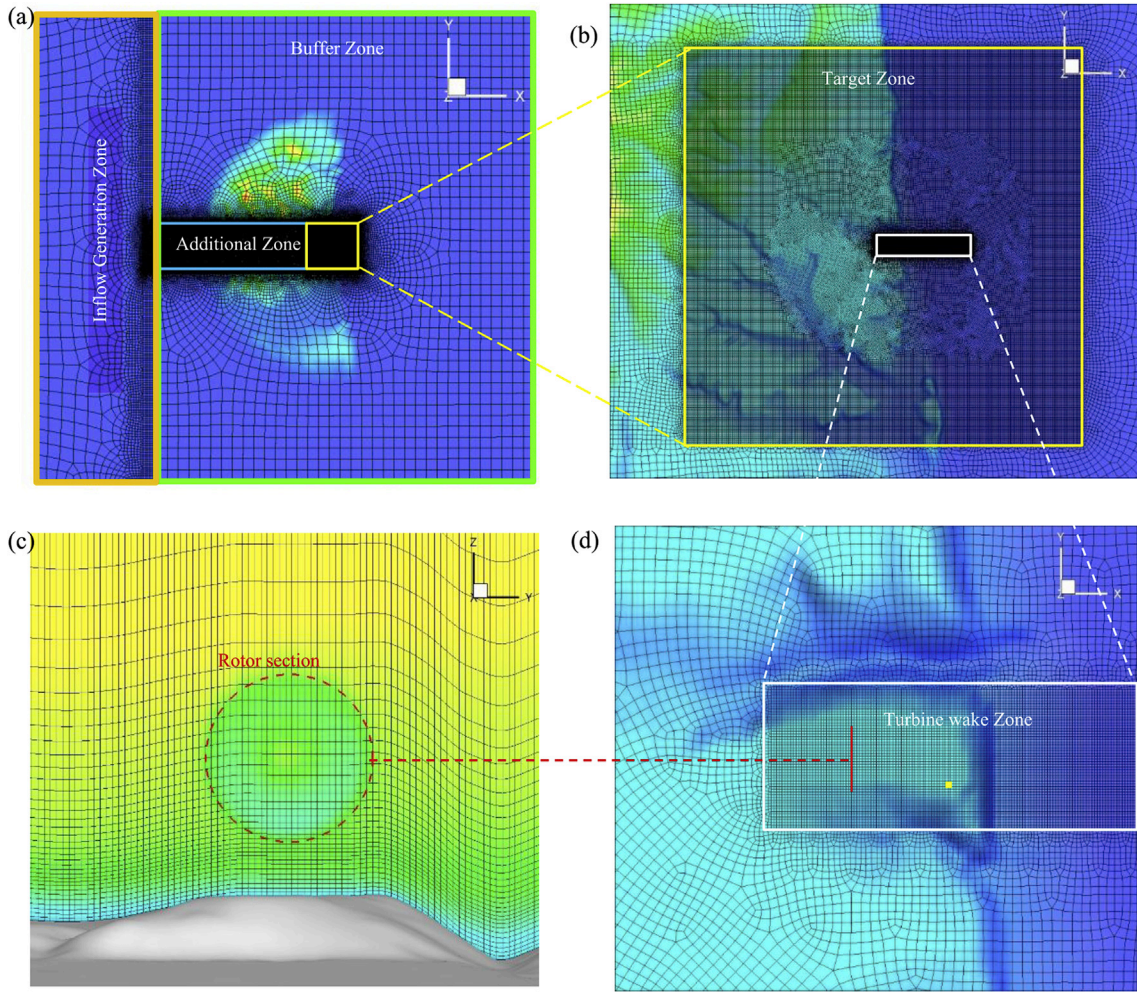 (a)
Buffer Zone
Y
Z
X
Inflow Generation Zone
Additional Zone
(b)
Y
Z
X
Target Zone
(c)
Z
X
Y
Rotor section
(d)
Y
Z
X
Turbine wake Zone